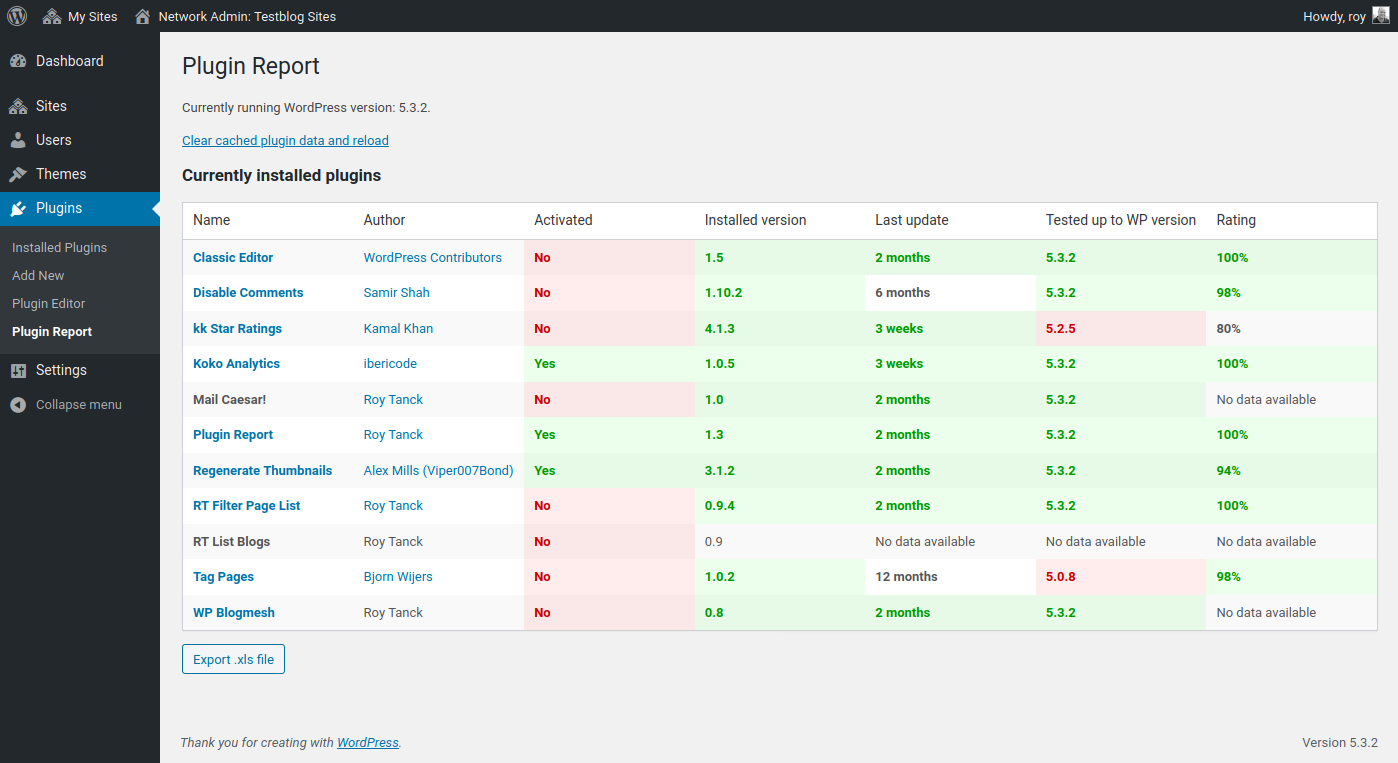 My Sites Network Admin: Testblog Sites Howdy, roy
Dashboard
Sites
Users
Themes
Plugins
Installed Plugins
Add New
Plugin Editor
Plugin Report
Settings
Collapse menu
Plugin Report
Currently running WordPress version: 5.3.2.
Clear cached plugin data and reload
Currently installed plugins
Name Author Activated Installed version Last update Tested up to WP version Rating
Classic Editor WordPress Contributors No 1.5 2 months 5.3.2 100%
Disable Comments Samir Shah No 1.10.2 6 months 5.3.2 98%
kk Star Ratings Kamal Khan No 4.1.3 3 weeks 5.2.5 80%
Koko Analytics ibericode Yes 1.0.5 3 weeks 5.3.2 100%
Mail Caesar! Roy Tanck No 1.0 2 months 5.3.2 No data available
Plugin Report Roy Tanck Yes 1.3 2 months 5.3.2 100%
Regenerate Thumbnails Alex Mills (Viper007Bond) Yes 3.1.2 2 months 5.3.2 94%
RT Filter Page List Roy Tanck No 0.9.4 2 months 5.3.2 100%
RT List Blogs Roy Tanck No 0.9 No data available No data available No data available
Tag Pages Bjorn Wijers No 1.0.2 12 months 5.0.8 98%
WP Blogmesh Roy Tanck No 0.8 2 months 5.3.2 No data available
Export .xls file
Thank you for creating with WordPress. Version 5.3.2